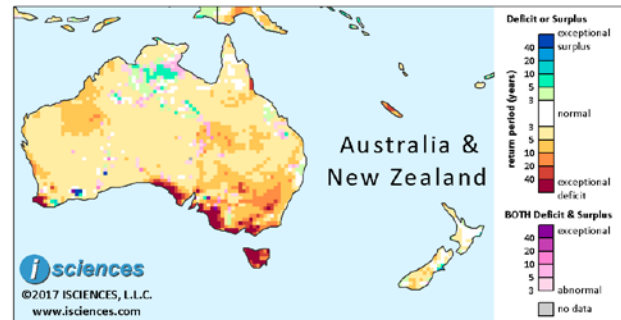 Australia &
New Zealand
i sciences
©2017 ISCIENCES, L.L.C.
www.isciences.com
Deficit or Surplus
return period (years)
exceptional
surplus
40
20
10
5
3
normal
3
5
10
20
40
exceptional
deficit
BOTH Deficit & Surplus
exceptional
40
20
10
5
3
abnormal
no data